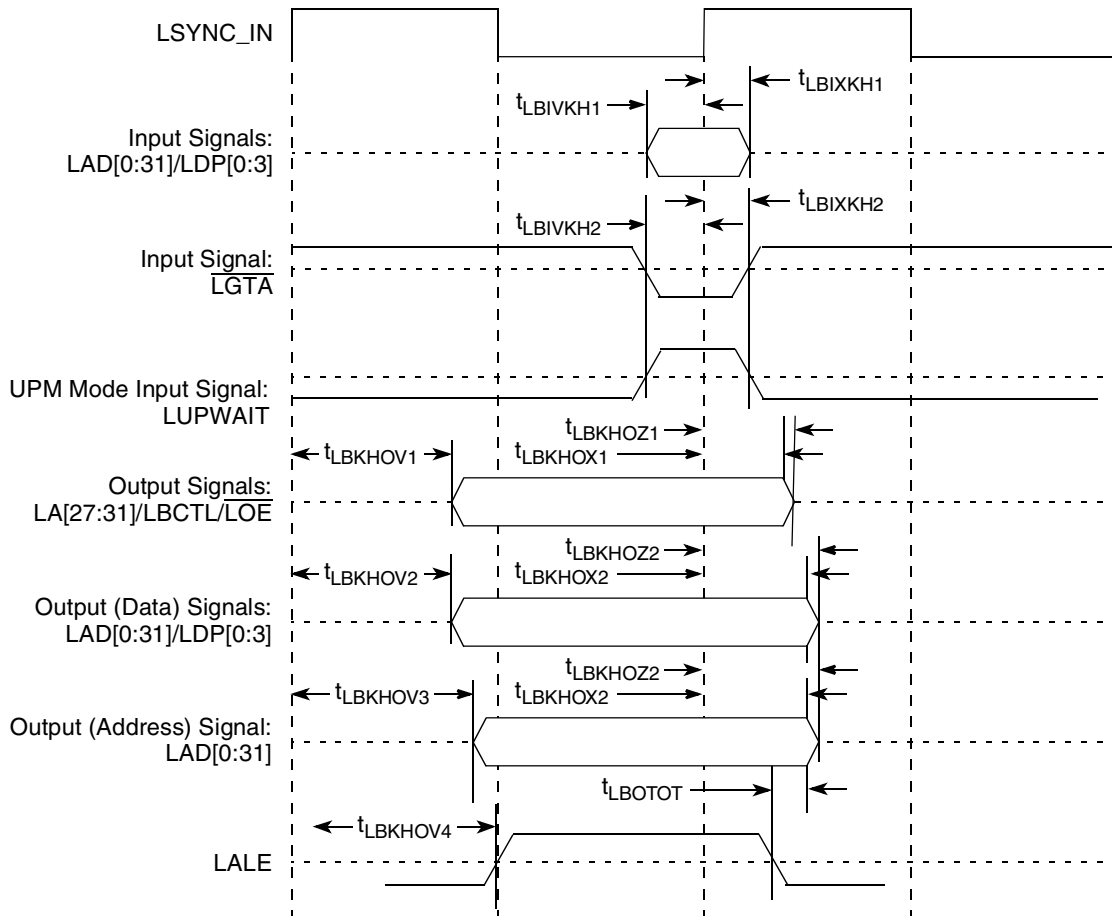 LSYNC_IN
tLBIXKH1
tLBIVKH1
Input Signals:
LAD[0:31]/LDP[0:3]
tLBIXKH2
tLBIVKH2
Input Signal:
LGTA
UPM Mode Input Signal:
LUPWAIT
tLBKHOZ1
tLBKHOV1
tLBKHOX1
Output Signals:
LA[27:31]/LBCTL/LOE
tLBKHOZ2
tLBKHOV2
tLBKHOX2
Output (Data) Signals:
LAD[0:31]/LDP[0:3]
tLBKHOZ2
tLBKHOV3
tLBKHOX2
Output (Address) Signal:
LAD[0:31]
tLBOTOT
tLBKHOV4
LALE